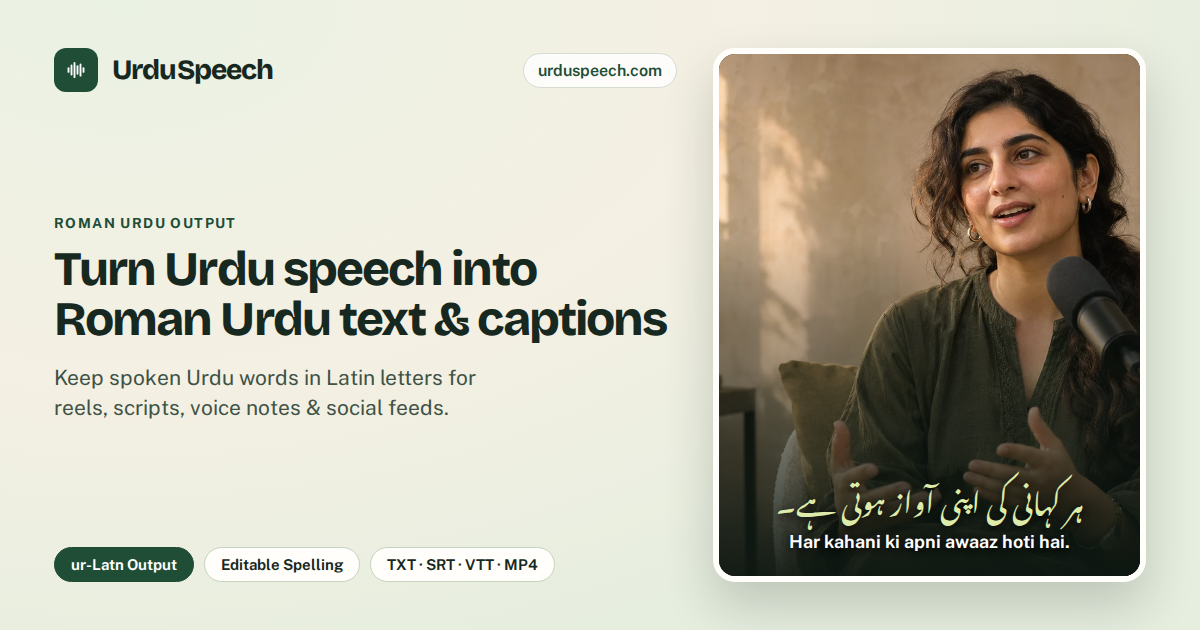 UrduSpeech
urduspeech.com
ROMAN URDU OUTPUT
Turn Urdu speech into
Roman Urdu text & captions
Keep spoken Urdu words in Latin letters for
reels, scripts, voice notes & social feeds.
ur-Latn Output
Editable Spelling
TXT · SRT · VTT · MP4
ہر کہانی کی اپنی آواز ہوتی ہے۔
Har kahani ki apni awaaz hoti hai.